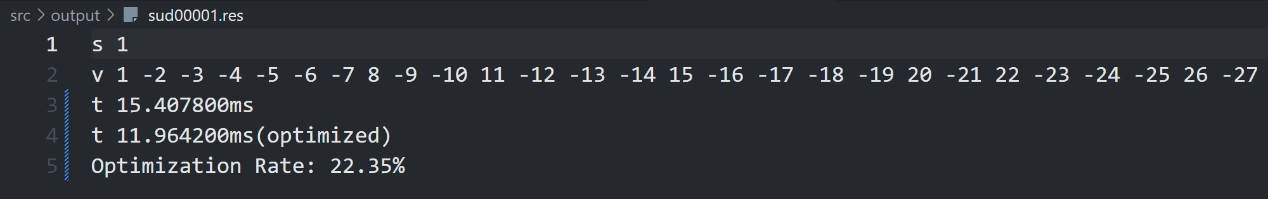 src > output > sud00001.res
1 s 1
2 v 1 -2 -3 -4 -5 -6 -7 8 -9 -10 11 -12 -13 -14 15 -16 -17 -18 -19 20 -21 22 -23 -24 -25 26 -27
3 t 15.407800ms
4 t 11.964200ms(optimized)
5 Optimization Rate: 22.35%